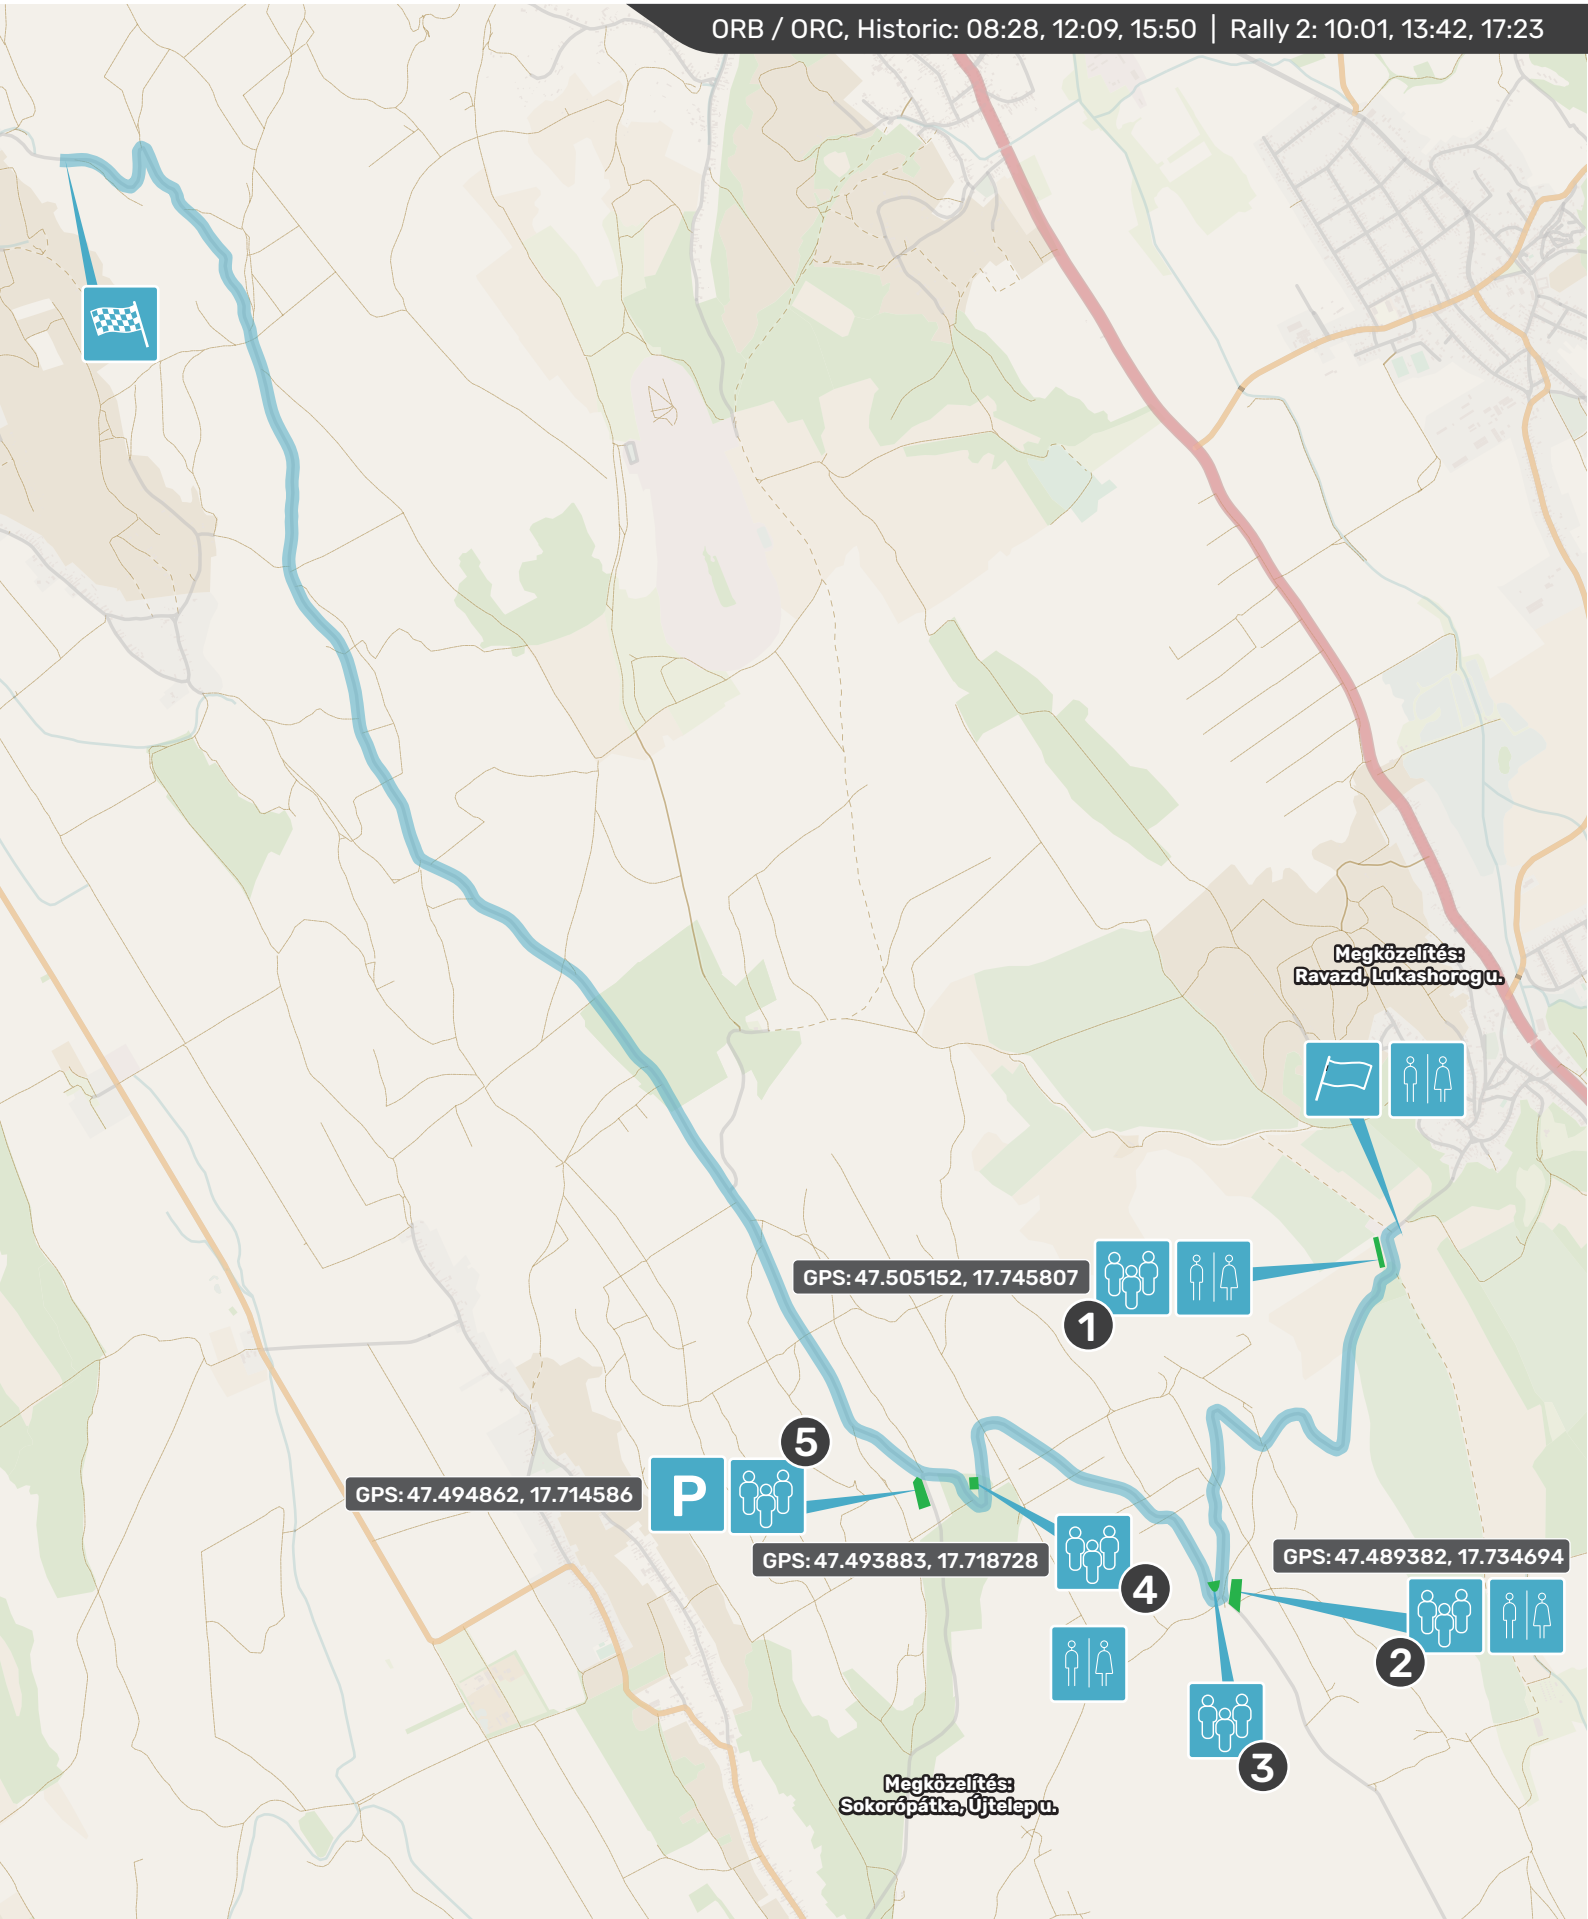 ORB / ORC, Historic: 08:28, 12:09, 15:50 | Rally 2: 10:01, 13:42, 17:23
Megközelítés:
Ravazd, Lukashorog u.
GPS: 47.505152, 17.745807
1
5
P
GPS: 47.494862, 17.714586
GPS: 47.493883, 17.718728
4
GPS: 47.489382, 17.734694
2
3
Megközelítés:
Sokorópátka, Újtelep u.